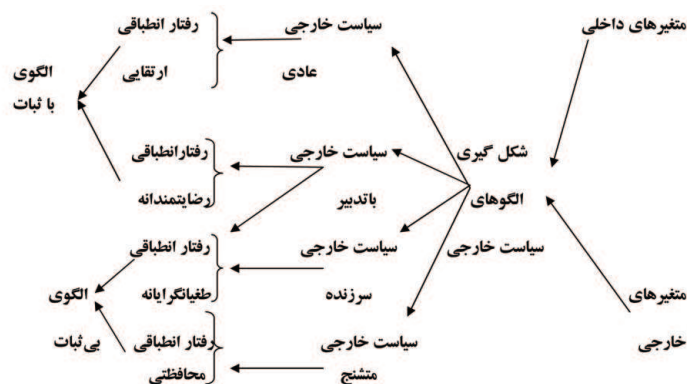 متغیرهای داخلی
سیاست خارجی
رفتار انطباقی
عادی
ارتقایی
الگوی
با ثبات
شکل گیری
سیاست خارجی
رفتارانطباقی
الگوهای
باتدبیر
رضایتمندانه
سیاست خارجی
سیاست خارجی
رفتار انطباقی
متغیرهای
سرزنده
طغیانگرایانه
الگوی
خارجی
سیاست خارجی
رفتار انطباقی
بی ثبات
متشنج
محافظتی